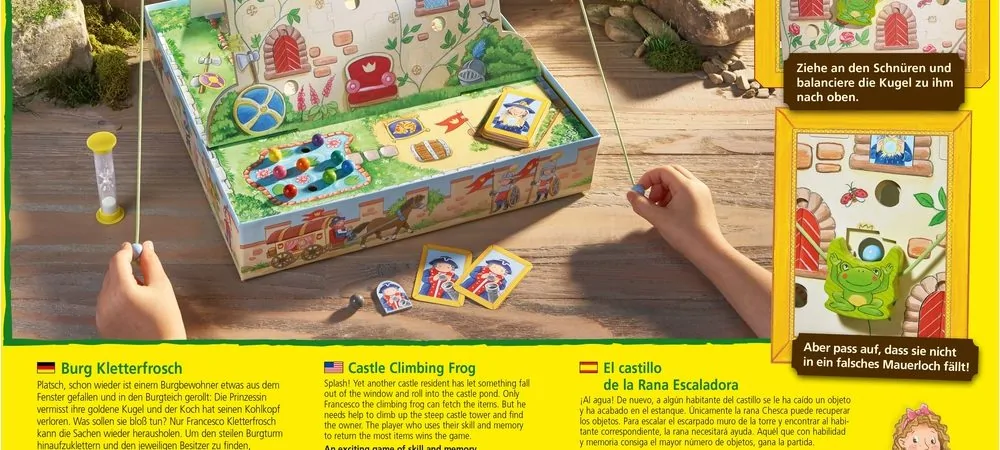 Ziehe an den Schnüren und
balanciere die Kugel zu ihm
nach oben.
Aber pass auf, dass sie nicht
in ein falsches Mauerloch fällt!
Burg Kletterfrosch
Platsch, schon wieder ist einem Burgbewohner etwas aus dem
Fenster gefallen und in den Burgteich gerollt: Die Prinzessin
vermisst ihre goldene Kugel und der Koch hat seinen Kohlkopf
verloren. Was sollen sie bloß tun? Nur Francesco Kletterfrosch
kann die Sachen wieder herausholen. Um den steilen Burgturm
hinaufzuklettern und den jeweiligen Besitzer zu finden,
Castle Climbing Frog
Splash! Yet another castle resident has let something fall
out of the window and roll into the castle pond. Only
Francesco the climbing frog can fetch the items. But he
needs help to climb up the steep castle tower and find
the owner. The player who uses their skill and memory
to return the most items wins the game.
An exciting game of skill and memory
El castillo
de la Rana Escaladora
¡Al agua! De nuevo, a algún habitante del castillo se le ha caído un objeto
y ha acabado en el estanque. Únicamente la rana Chesca puede recuperar
los objetos. Para escalar el escarpado muro de la torre y encontrar al habi-
tante correspondiente, la rana necesitará ayuda. Aquél que con habilidad
y memoria consiga el mayor número de objetos, gana la partida.